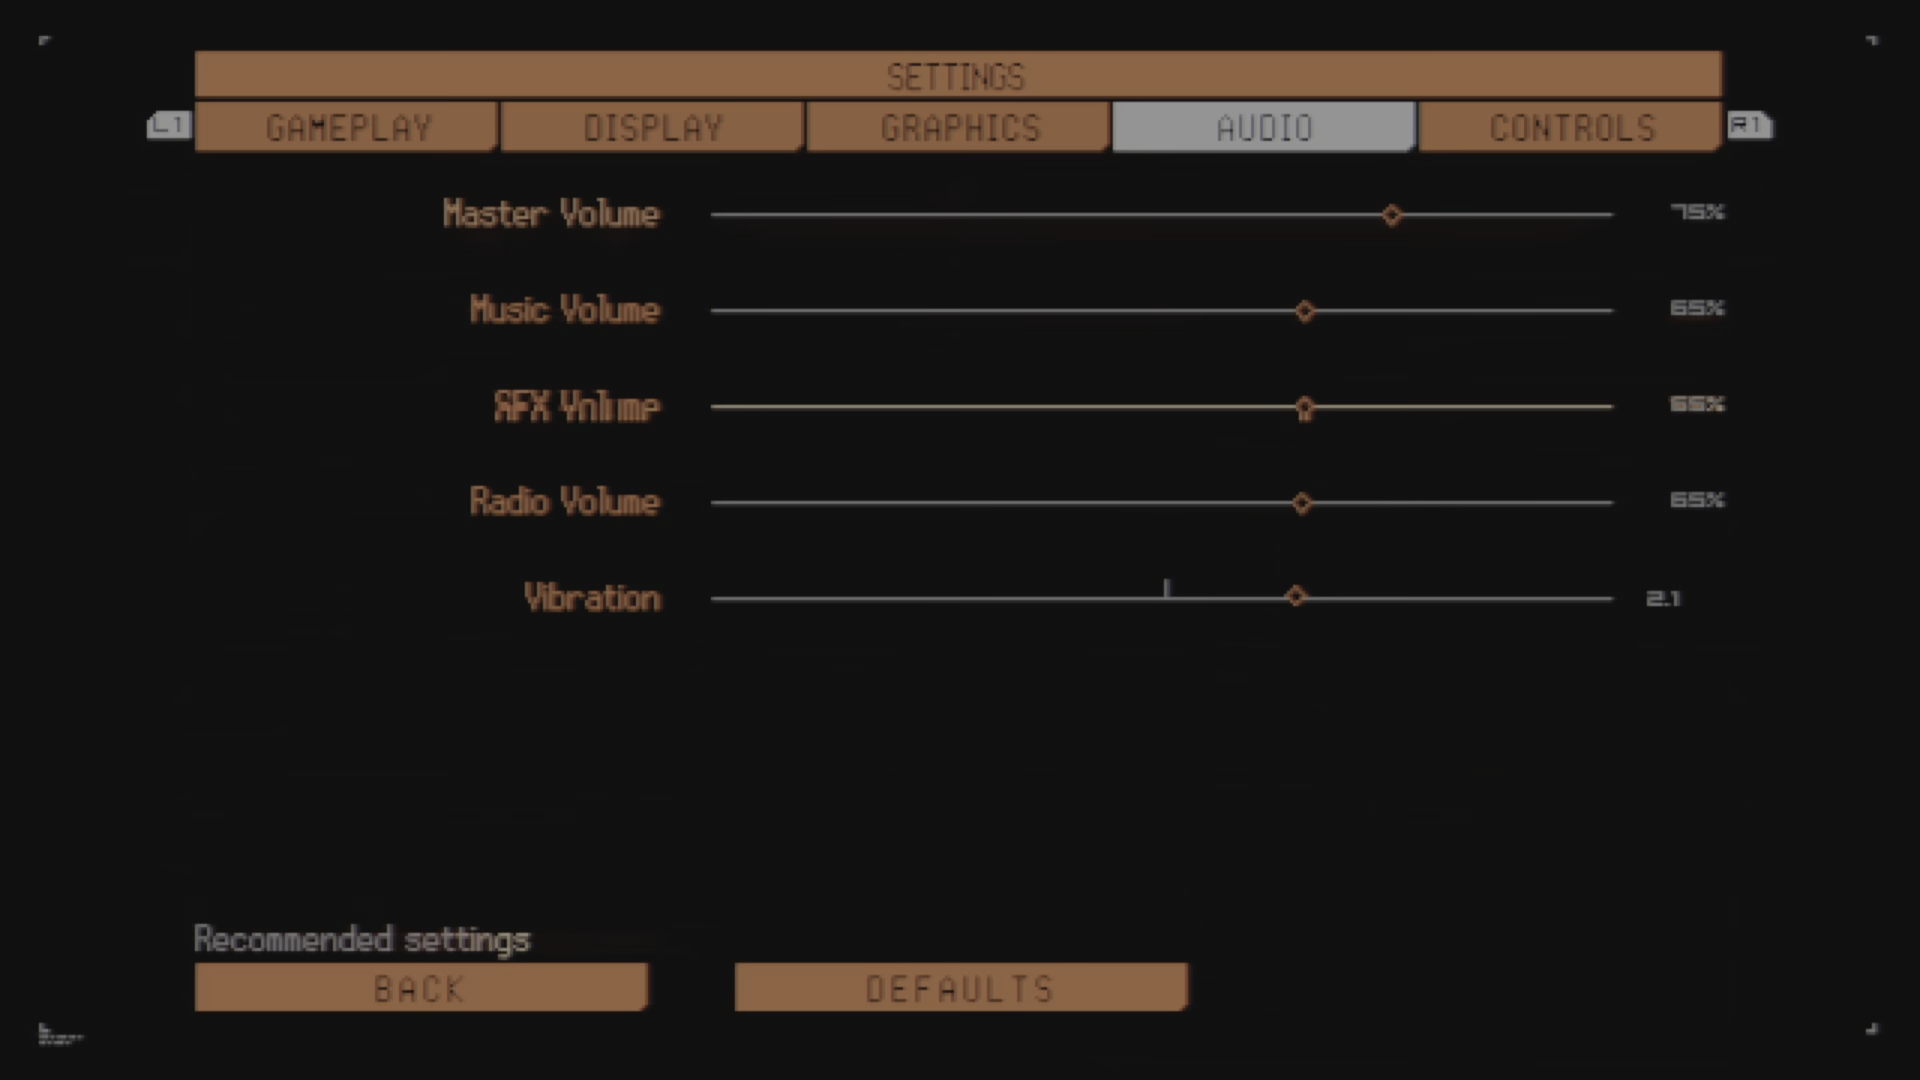 SETTINGS
L1 GAMEPLAY DISPLAY GRAPHICS AUDIO CONTROLS R1
Master Volume 75%
Music Volume 65%
SFX Volume 65%
Radio Volume 65%
Vibration 2.1
Recommended settings
BACK DEFAULTS